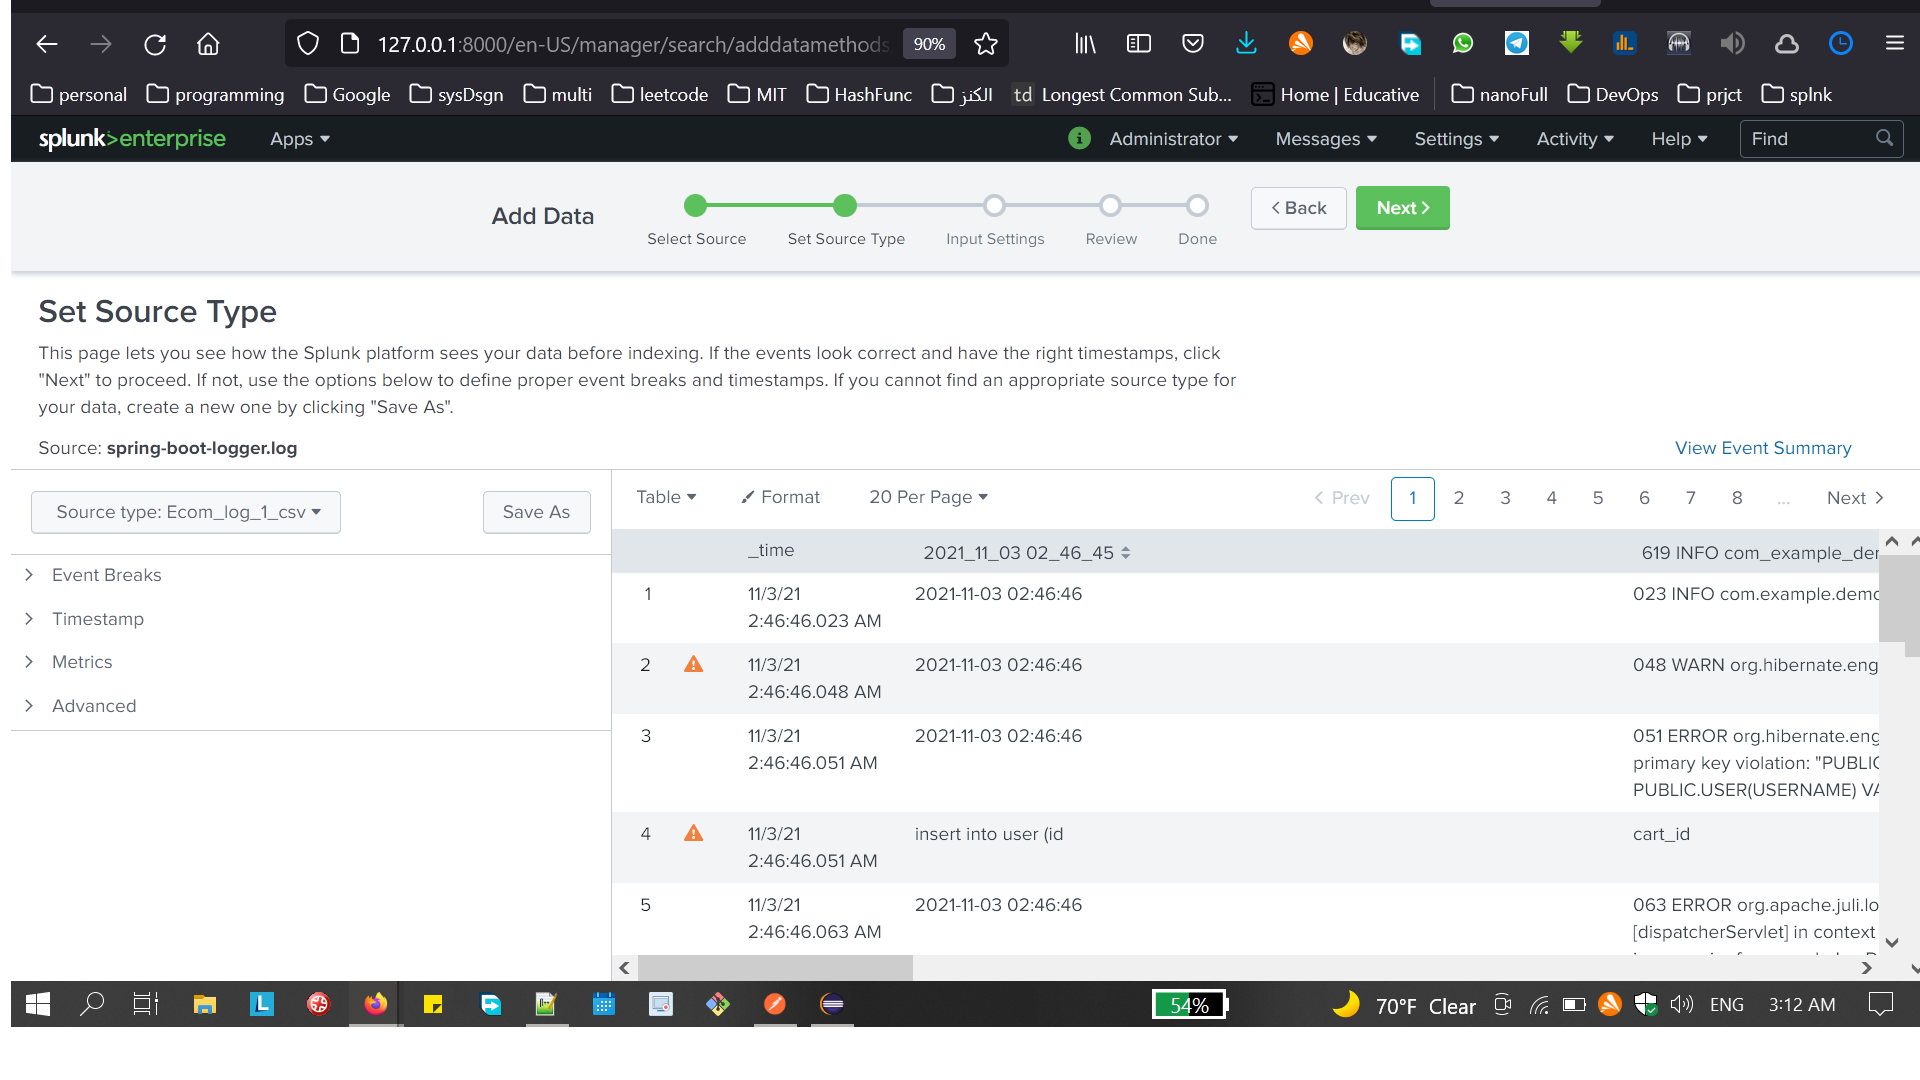 127.0.0.1:8000/en-US/manager/search/adddatamethods
90%
personal
programming
Google
sysDsgn
multi
leetcode
MIT
HashFunc
الكنز
td Longest Common Sub...
Home | Educative
nanoFull
DevOps
prjct
splnk
splunk>enterprise
Apps
i
Administrator
Messages
Settings
Activity
Help
Find
Add Data
Select Source
Set Source Type
Input Settings
Review
Done
< Back
Next >
Set Source Type
This page lets you see how the Splunk platform sees your data before indexing. If the events look correct and have the right timestamps, click
"Next" to proceed. If not, use the options below to define proper event breaks and timestamps. If you cannot find an appropriate source type for
your data, create a new one by clicking "Save As".
Source: spring-boot-logger.log
View Event Summary
Source type: Ecom_log_1_csv
Save As
Event Breaks
Timestamp
Metrics
Advanced
Table
Format
20 Per Page
< Prev
1
2
3
4
5
6
7
8
...
Next >
_time
2021_11_03 02_46_45
619 INFO com_example_der
1
11/3/21
2:46:46.023 AM
2021-11-03 02:46:46
023 INFO com.example.demo
2
11/3/21
2:46:46.048 AM
2021-11-03 02:46:46
048 WARN org.hibernate.eng
3
11/3/21
2:46:46.051 AM
2021-11-03 02:46:46
051 ERROR org.hibernate.eng
primary key violation: "PUBLIC
PUBLIC.USER(USERNAME) VA
4
11/3/21
2:46:46.051 AM
insert into user (id
cart_id
5
11/3/21
2:46:46.063 AM
2021-11-03 02:46:46
063 ERROR org.apache.juli.lo
[dispatcherServlet] in context
L
54%
70°F Clear
ENG
3:12 AM